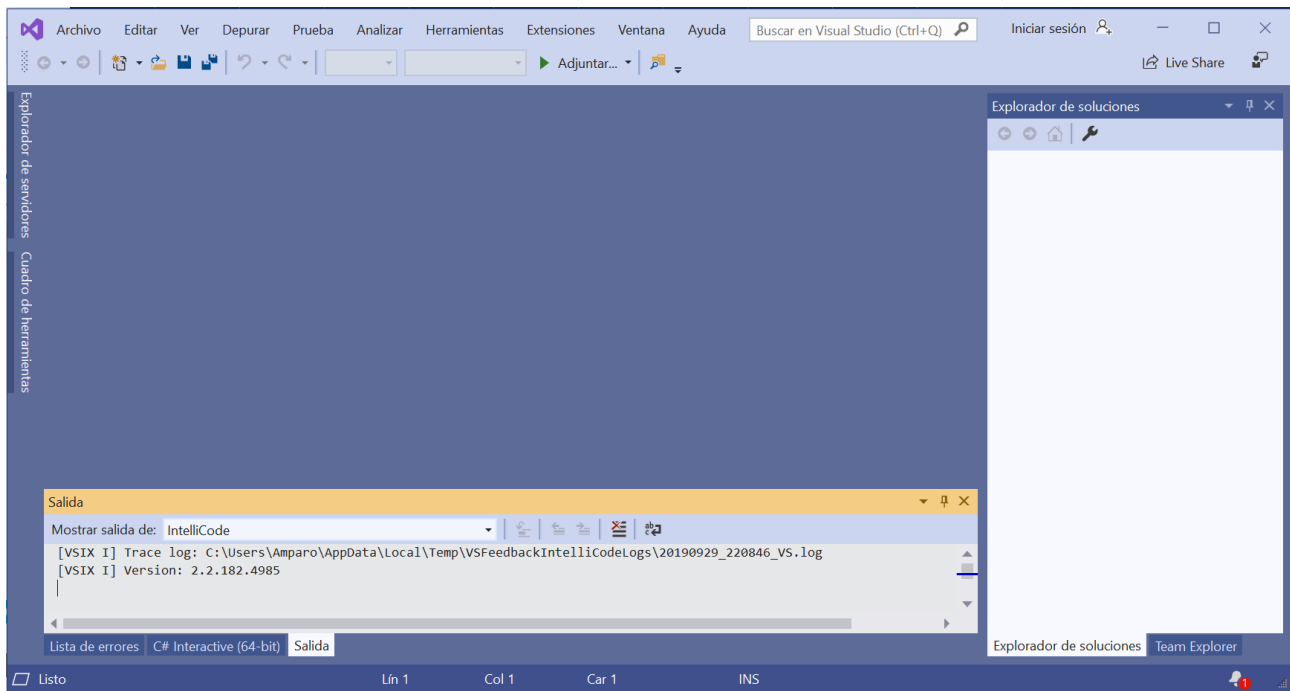 Archivo Editar Ver Depurar Prueba Analizar Herramientas Extensiones Ventana Ayuda Buscar en Visual Studio (Ctrl+Q) Iniciar sesión
Adjuntar... Live Share
Explorador de servidores
Cuadro de herramientas
Explorador de soluciones
Salida
Mostrar salida de: IntelliCode
[VSIX I] Trace log: C:\Users\Amparo\AppData\Local\Temp\VSFeedbackIntelliCodeLogs\20190929_220846_VS.log
[VSIX I] Version: 2.2.182.4985
Lista de errores C# Interactive (64-bit) Salida
Explorador de soluciones Team Explorer
Listo Lín 1 Col 1 Car 1 INS 1